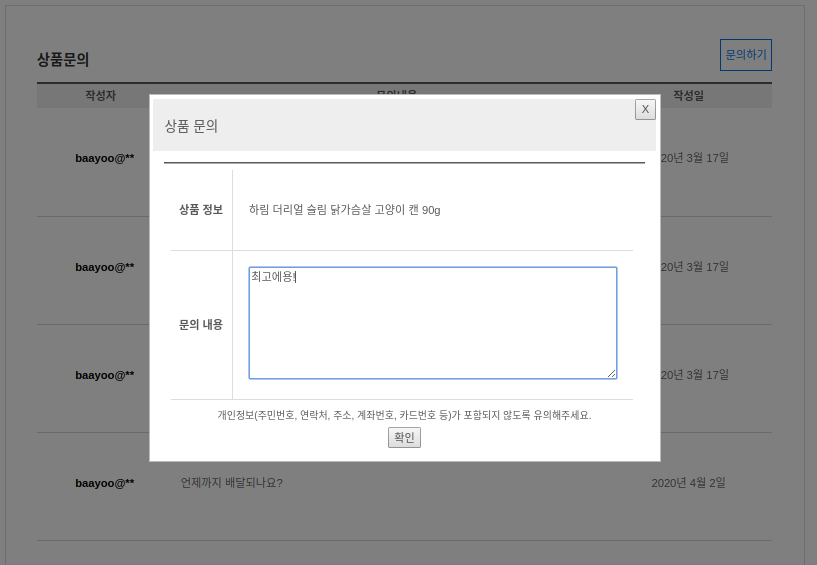 상품문의
문의하기
작성자 문의내용 작성일
X
상품 문의
baayoo@** 20년 3월 17일
상품 정보 하림 더리얼 슬림 닭가슴살 고양이 캔 90g
baayoo@** 20년 3월 17일
최고에용!
문의 내용
baayoo@** 20년 3월 17일
개인정보(주민번호, 연락처, 주소, 계좌번호, 카드번호 등)가 포함되지 않도록 유의해주세요.
확인
baayoo@** 언제까지 배달되나요? 2020년 4월 2일